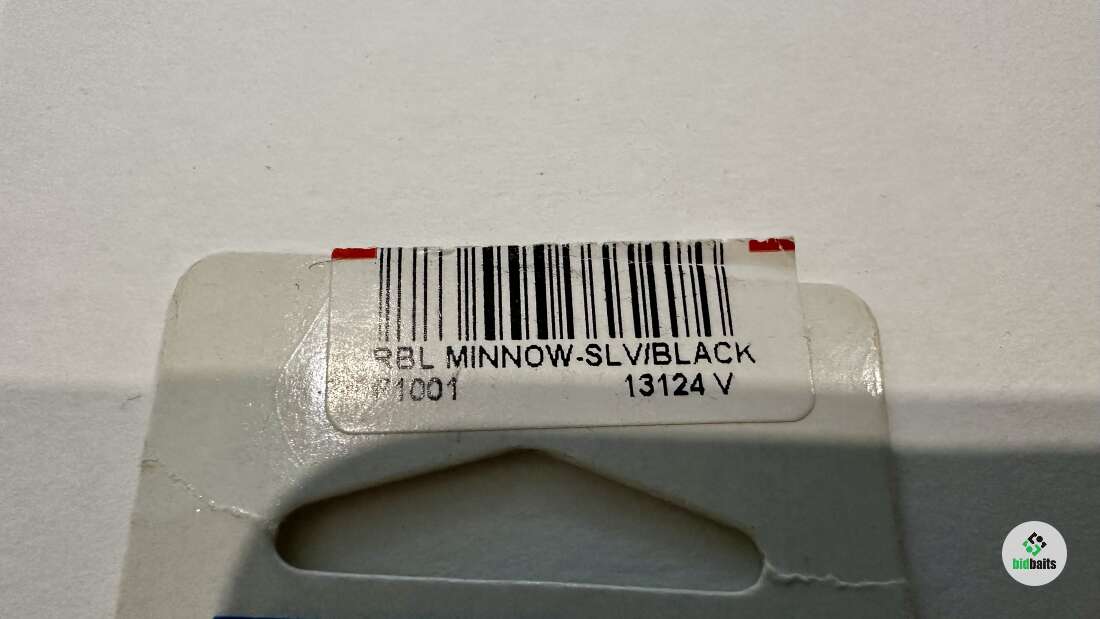 RBL MINNOW-SLV/BLACK
13124 V
bidbaits